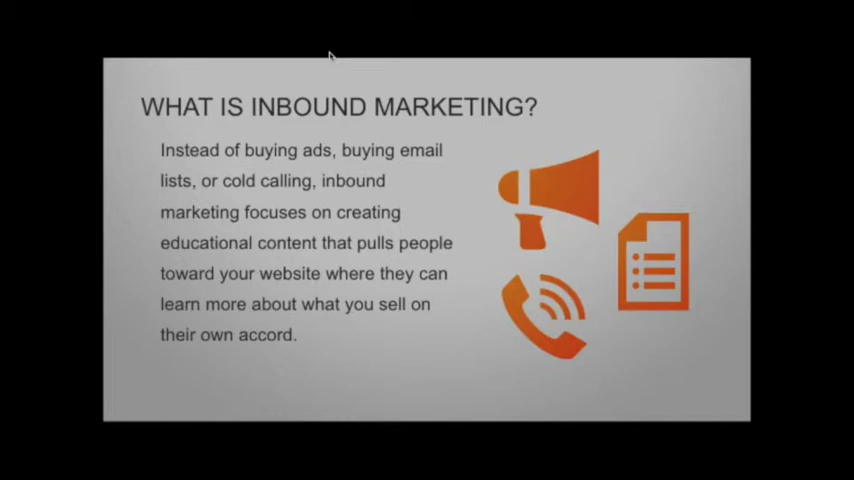 WHAT IS INBOUND MARKETING?
Instead of buying ads, buying email
lists, or cold calling, inbound
marketing focuses on creating
educational content that pulls people
toward your website where they can
learn more about what you sell on
their own accord.